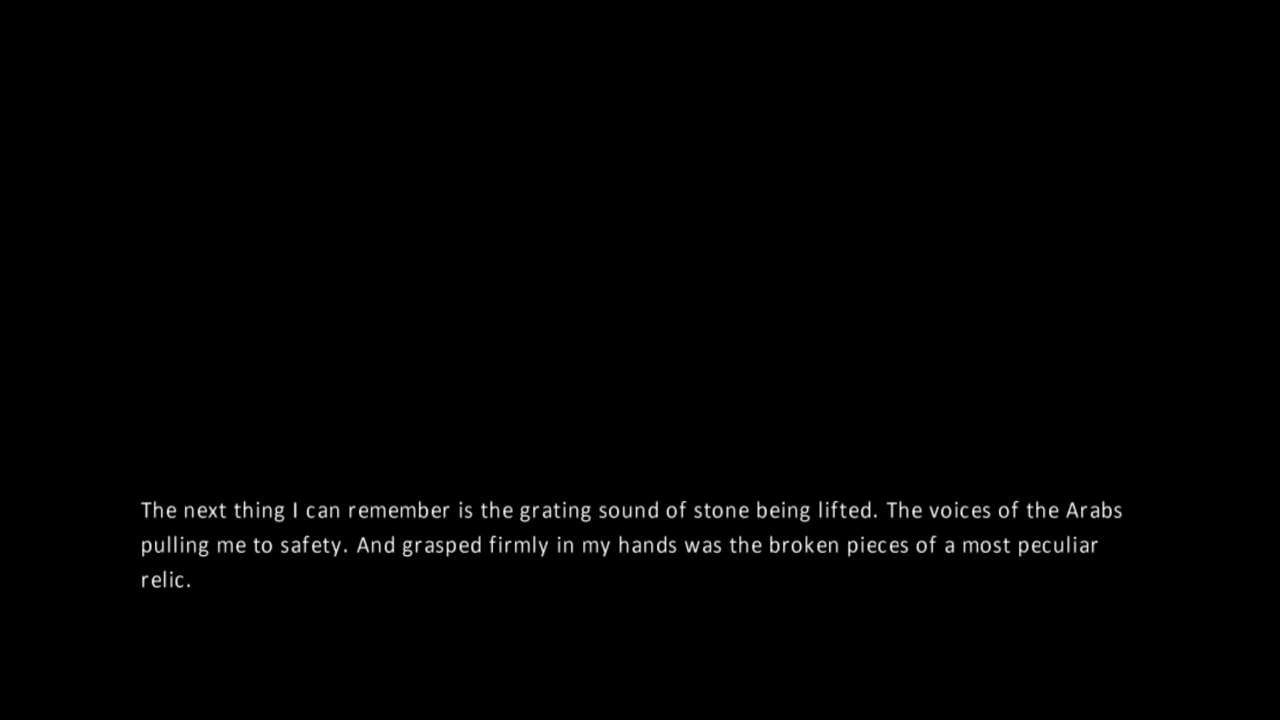 The next thing I can remember is the grating sound of stone being lifted. The voices of the Arabs
pulling me to safety. And grasped firmly in my hands was the broken pieces of a most peculiar
relic.